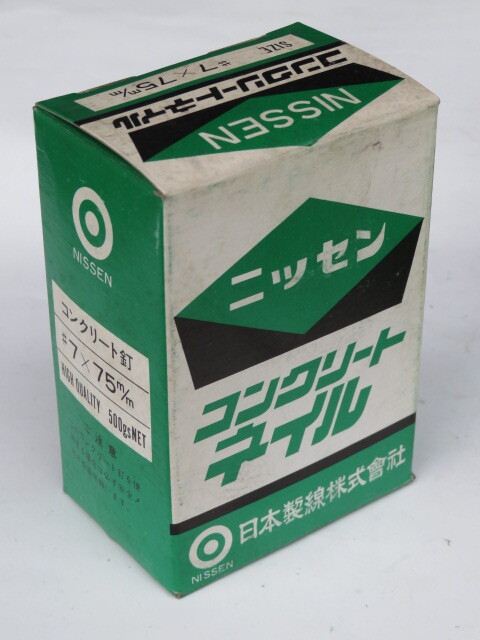 SIZE
#7×75m/m
コンクリートネイル
NISSEN
ニッセン
コンクリート
ネイル
日本製線株式會社
NISSEN
NISSEN
コンクリート釘
#7×75m/m
HIGH QUALITY 500gsNET
注意